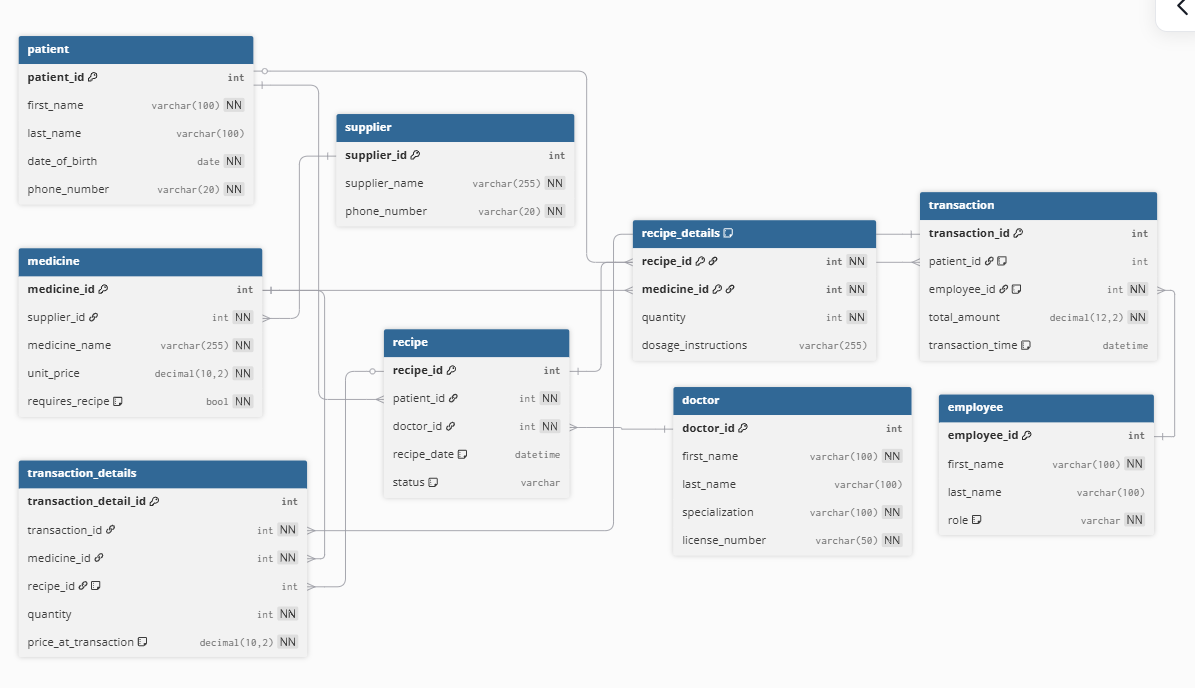 patient
patient_id int
first_name varchar(100) NN
last_name varchar(100)
date_of_birth date NN
phone_number varchar(20) NN
supplier
supplier_id int
supplier_name varchar(255) NN
phone_number varchar(20) NN
medicine
medicine_id int
supplier_id int NN
medicine_name varchar(255) NN
unit_price decimal(10,2) NN
requires_recipe bool NN
recipe_details
recipe_id int NN
medicine_id int NN
quantity int NN
dosage_instructions varchar(255)
transaction
transaction_id int
patient_id int
employee_id int NN
total_amount decimal(12,2) NN
transaction_time datetime
recipe
recipe_id int
patient_id int NN
doctor_id int NN
recipe_date datetime
status varchar
doctor
doctor_id int
first_name varchar(100) NN
last_name varchar(100)
specialization varchar(100) NN
license_number varchar(50) NN
employee
employee_id int
first_name varchar(100) NN
last_name varchar(100)
role varchar NN
transaction_details
transaction_detail_id int
transaction_id int NN
medicine_id int NN
recipe_id int
quantity int NN
price_at_transaction decimal(10,2) NN